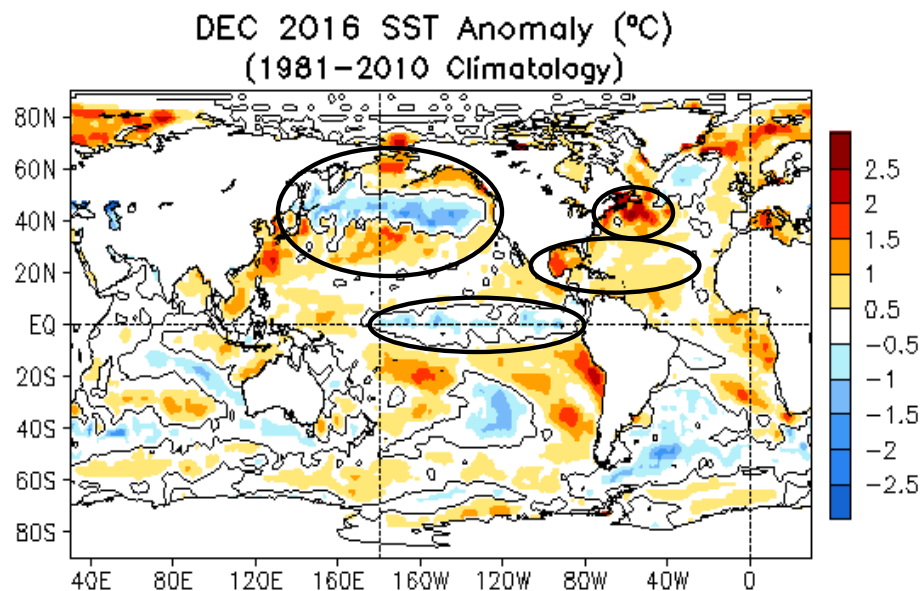 DEC 2016 SST Anomaly (°C)
(1981–2010 Climatology)
80N
60N
40N
20N
EQ
20S
40S
60S
80S
40E 80E 120E 160E 160W 120W 80W 40W 0
2.5
2
1.5
1
0.5
−0.5
−1
−1.5
−2
−2.5